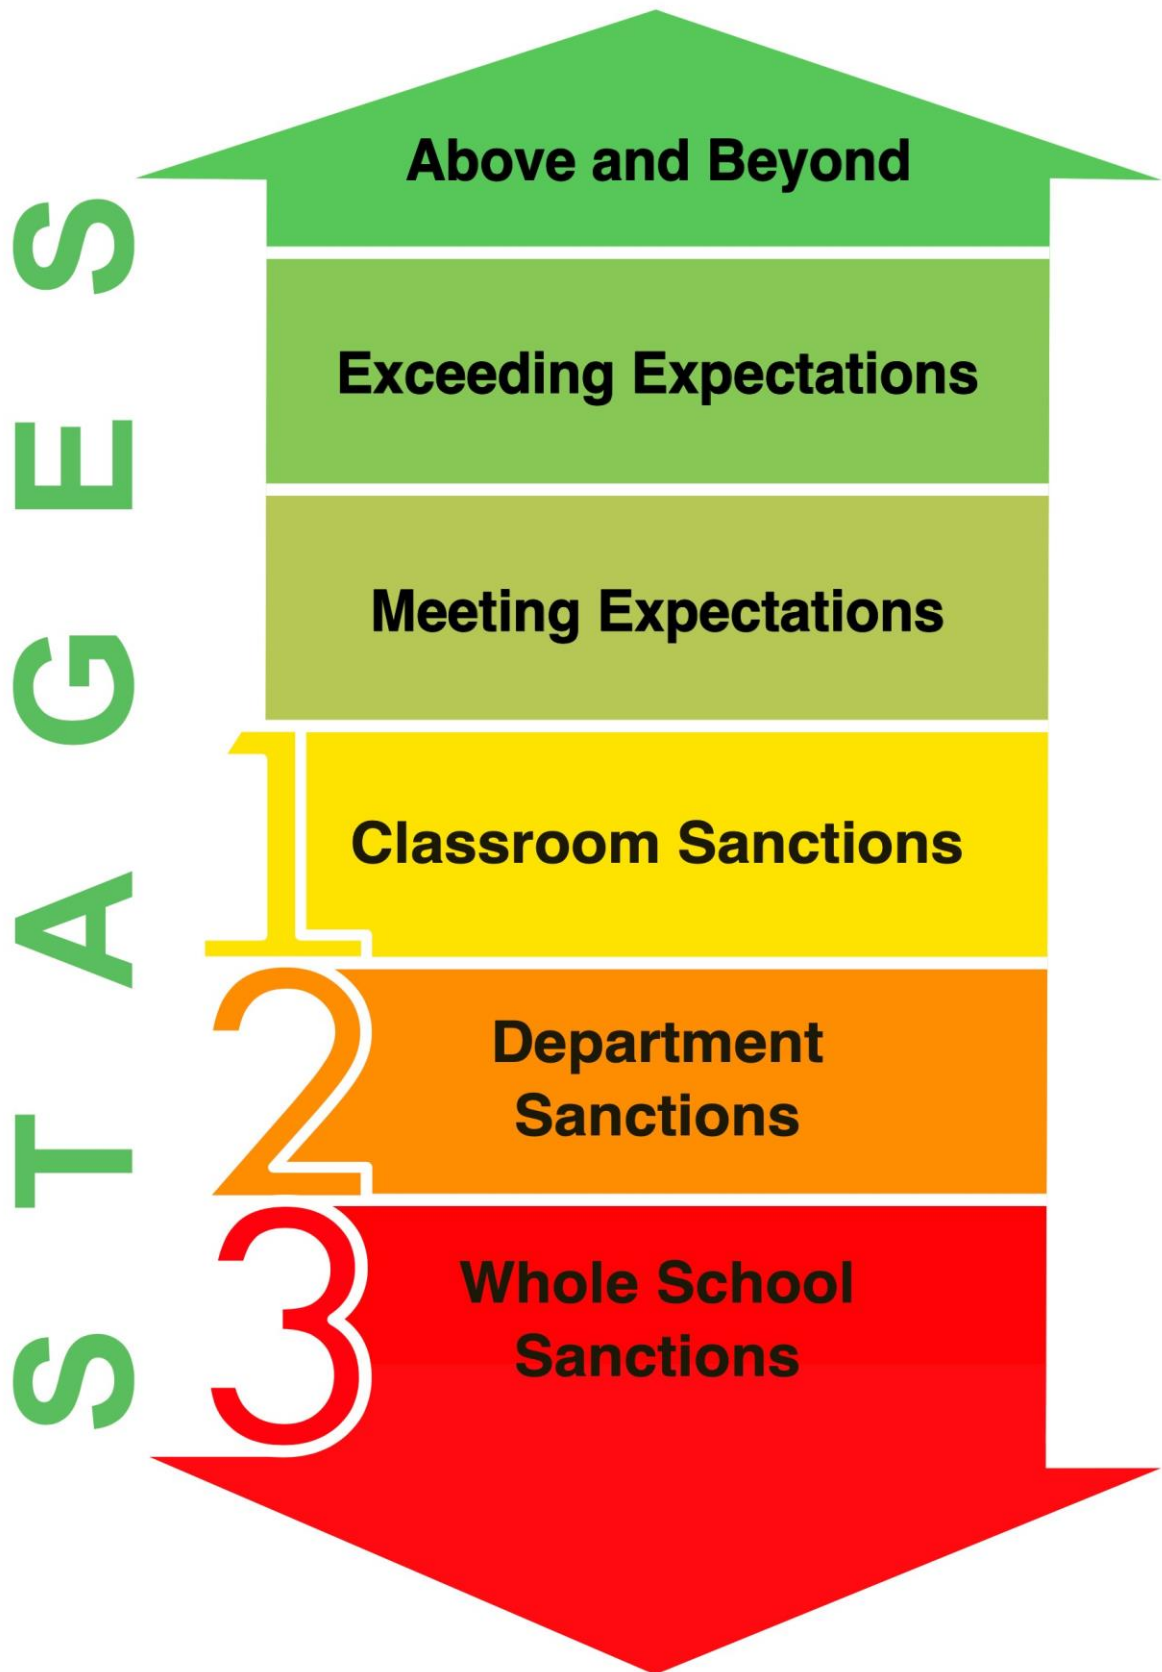 STAGES
Above and Beyond
Exceeding Expectations
Meeting Expectations
1
Classroom Sanctions
2
Department
Sanctions
3
Whole School
Sanctions